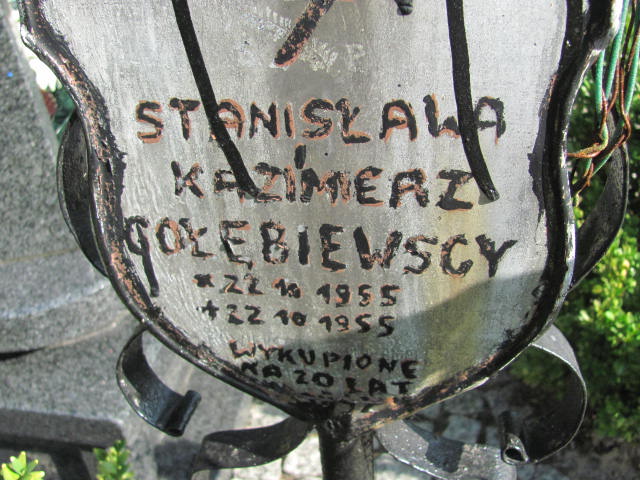 STANISŁAWA
I
KAZIMIERZ
GOŁĘBIEWSCY
* 22 10 1955
+ 22 10 1955
WYKUPIONE
NA 20 LAT